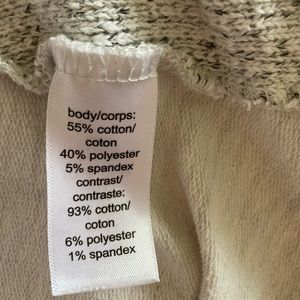 body/corps:
55% cotton/
coton
40% polyester
5% spandex
contrast/
contraste:
93% cotton/
coton
6% polyester
1% spandex